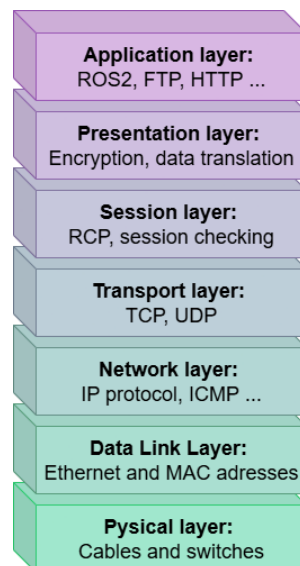 Application layer:
ROS2, FTP, HTTP ...
Presentation layer:
Encryption, data translation
Session layer:
RCP, session checking
Transport layer:
TCP, UDP
Network layer:
IP protocol, ICMP ...
Data Link Layer:
Ethernet and MAC adresses
Pysical layer:
Cables and switches